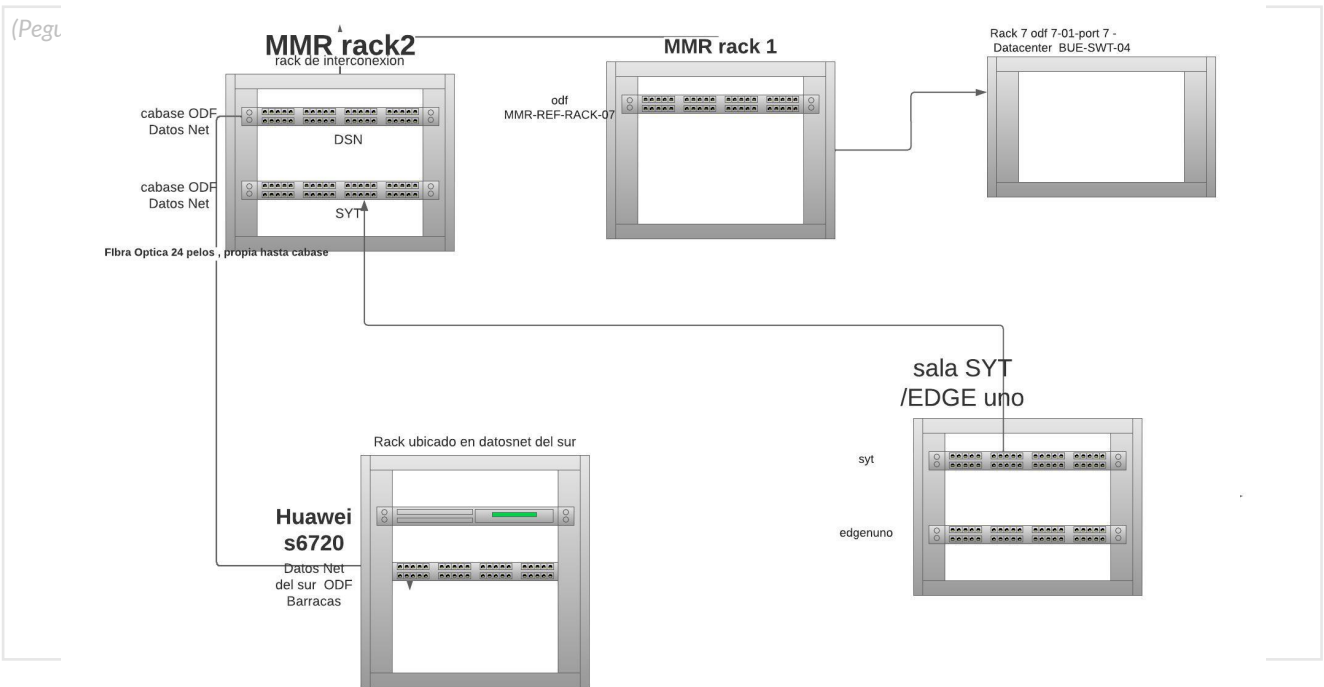 (Pegu
MMR rack2
rack de interconexion
MMR rack 1
Rack 7 odf 7-01-port 7 -
Datacenter BUE-SWT-04
cabase ODF
Datos Net
DSN
odf
MMR-REF-RACK-07
cabase ODF
Datos Net
SYT
FIbra Optica 24 pelos , propia hasta cabase
sala SYT
/EDGE uno
syt
edgenuno
Rack ubicado en datosnet del sur
Huawei
s6720
Datos Net
del sur ODF
Barracas